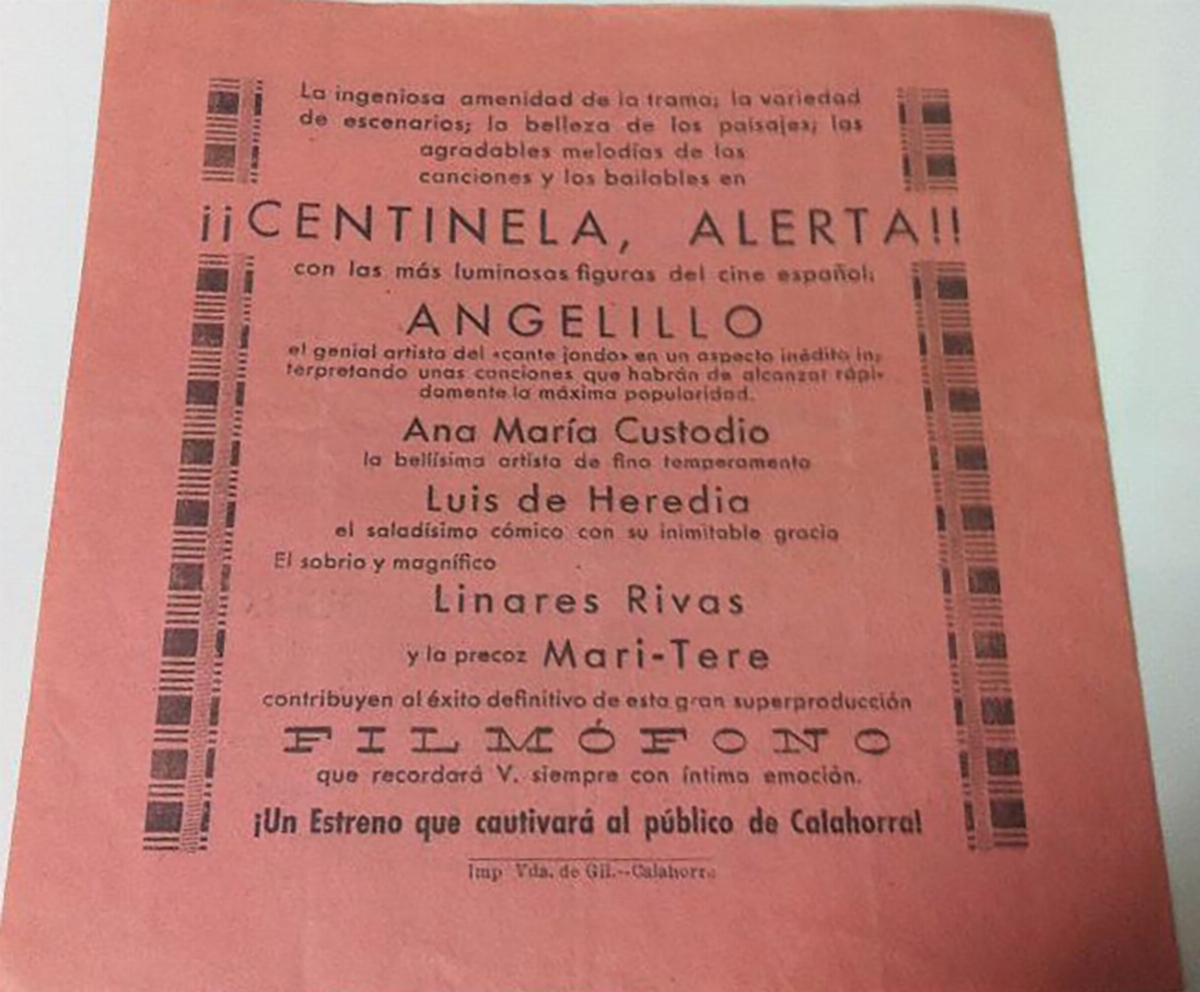 La ingeniosa amenidad de la trama; la variedad
de escenarios; la belleza de los paisajes; las
agradables melodías de las
canciones y los bailables en
¡¡CENTINELA, ALERTA!!
con las más luminosas figuras del cine español:
ANGELILLO
el genial artista del «cante jondo» en un aspecto inédito in-
terpretando unas canciones que habrán de alcanzar rápi-
damente la máxima popularidad.
Ana María Custodio
la bellísima artista de fino temperamento
Luis de Heredia
el saladísimo cómico con su inimitable gracia
El sobrio y magnífico
Linares Rivas
y la precoz Mari-Tere
contribuyen al éxito definitivo de esta gran superproducción
FILMÓFONO
que recordará V. siempre con íntima emoción.
¡Un Estreno que cautivará al público de Calahorra!
Imp Vda. de Gil.--Calahorra